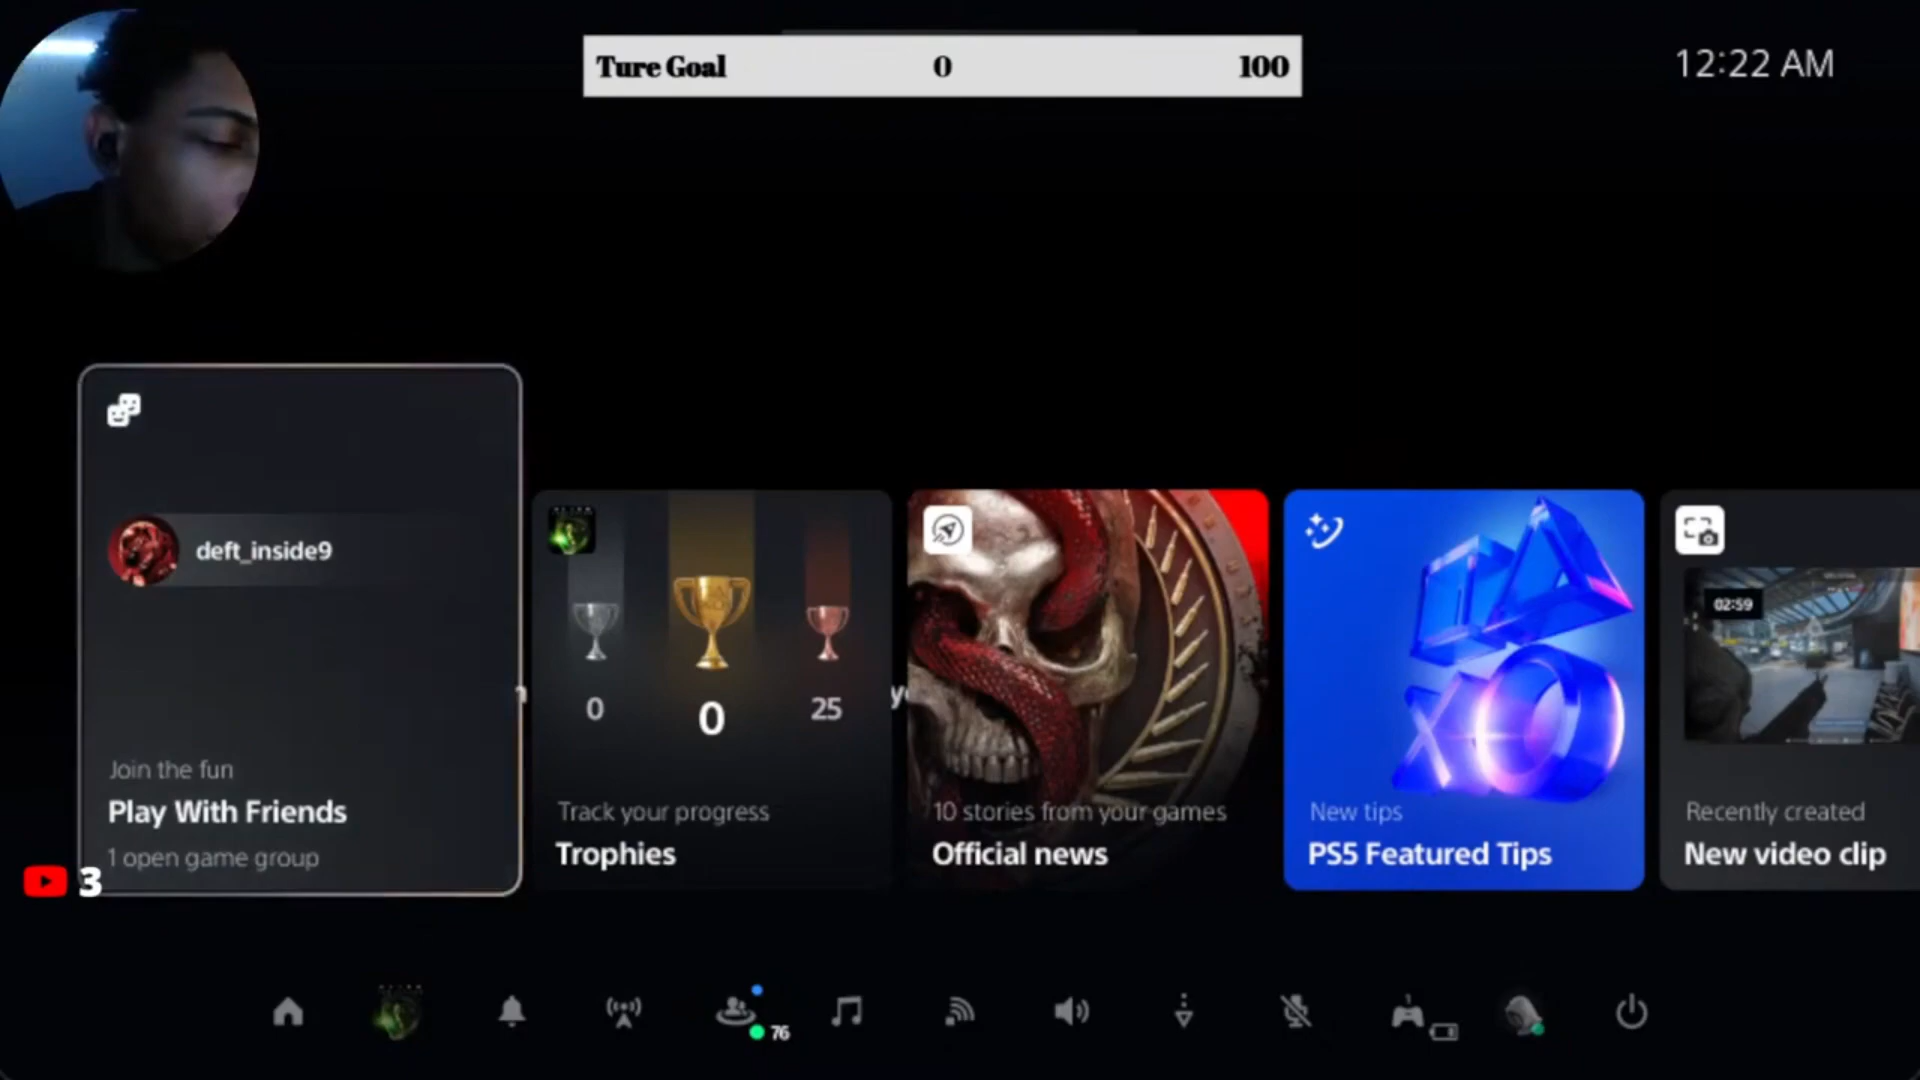 Ture Goal 0 100
12:22 AM
deft_inside9
Join the fun
Play With Friends
1 open game group
0 0 25
Track your progress
Trophies
10 stories from your games
Official news
New tips
PS5 Featured Tips
02:59
Recently created
New video clip
3
76